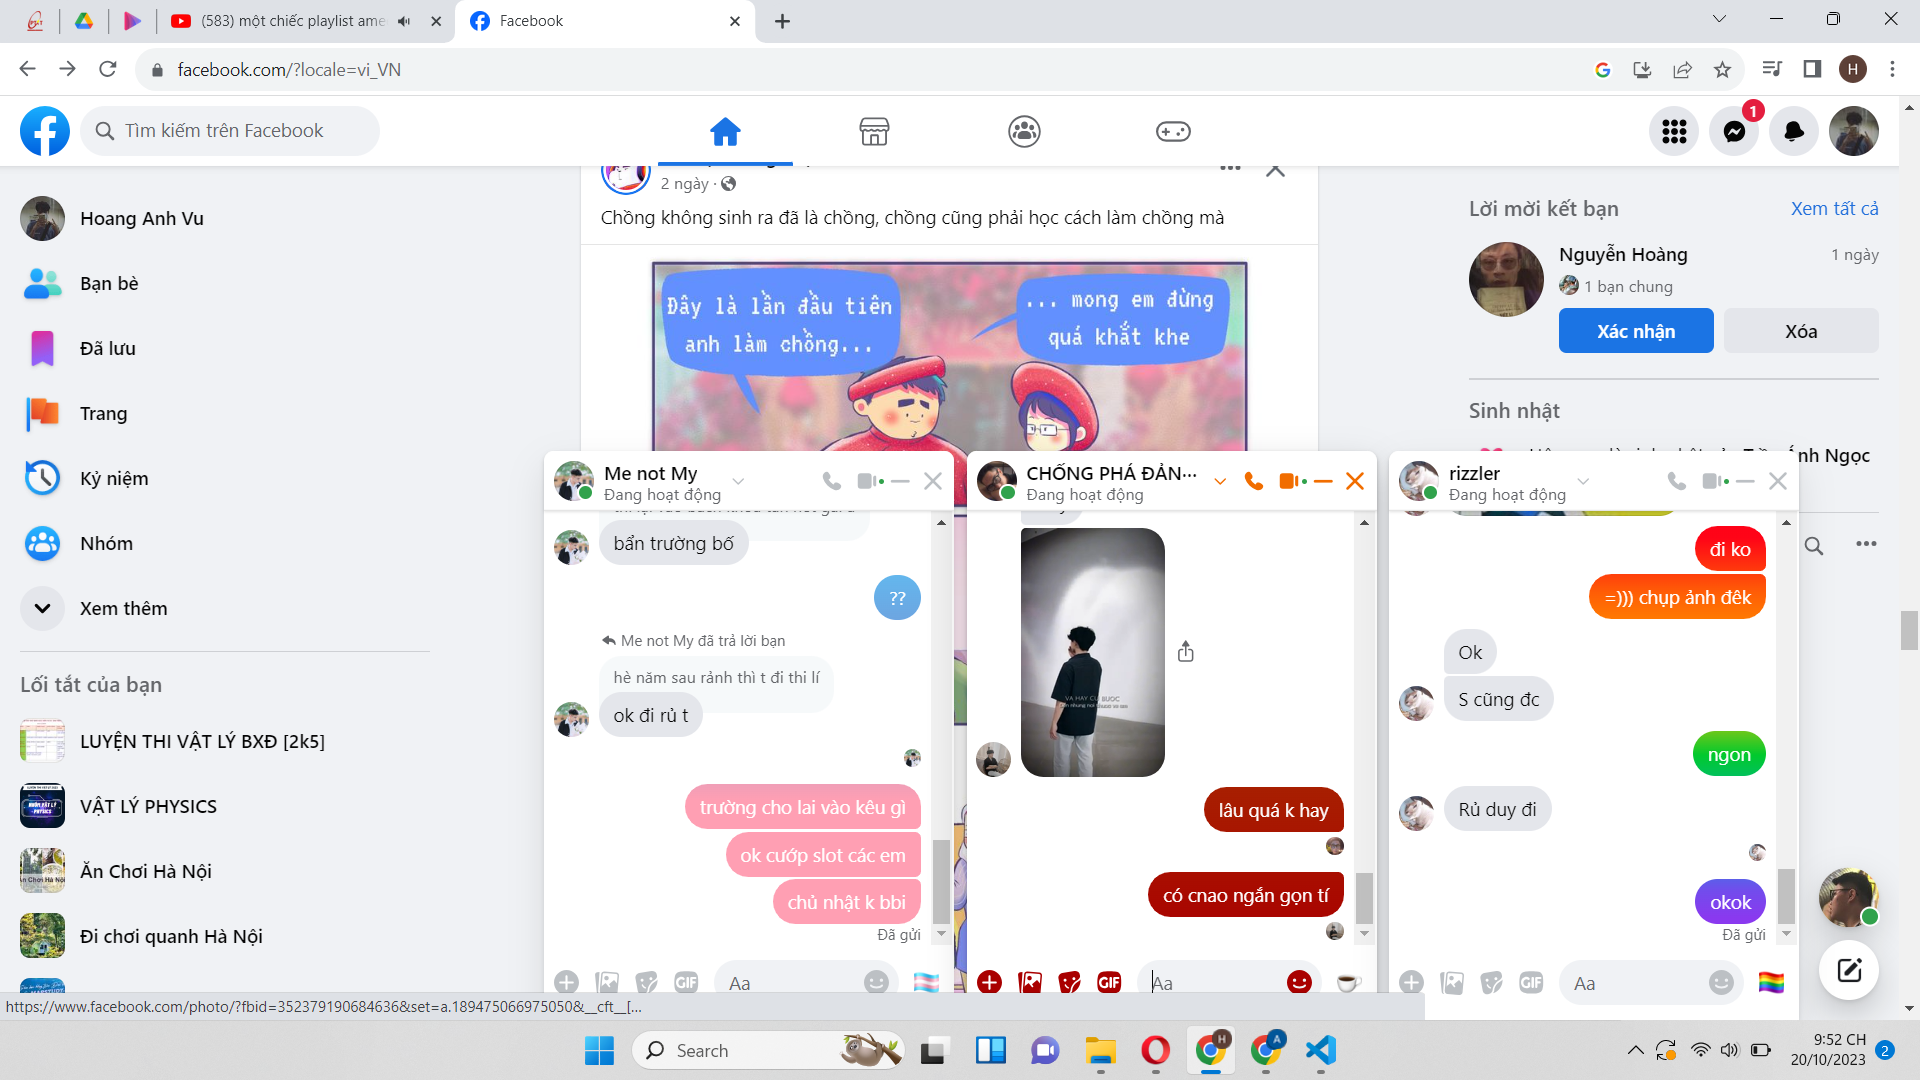 (583) một chiếc playlist ame
Facebook
facebook.com/?locale=vi_VN
H
Tìm kiếm trên Facebook
1
Hoang Anh Vu
Bạn bè
Đã lưu
Trang
Kỷ niệm
Nhóm
Xem thêm
Lối tắt của bạn
LUYỆN THI VẬT LÝ BXĐ [2k5]
VẬT LÝ PHYSICS
Ăn Chơi Hà Nội
Đi chơi quanh Hà Nội
2 ngày ·
Chồng không sinh ra đã là chồng, chồng cũng phải học cách làm chồng mà
Đây là lần đầu tiên
anh làm chồng...
... mong em đừng
quá khắt khe
Lời mời kết bạn
Xem tất cả
Nguyễn Hoàng
1 ngày
1 bạn chung
Xác nhận
Xóa
Sinh nhật
Ánh Ngọc
Me not My
Đang hoạt động
bẩn trường bố
??
Me not My đã trả lời bạn
hè năm sau rảnh thì t đi thi lí
ok đi rủ t
trường cho lai vào kêu gì
ok cướp slot các em
chủ nhật k bbi
Đã gửi
GIF
Aa
CHỐNG PHÁ ĐẢN...
Đang hoạt động
VA HAY CU BUOC
lâu quá k hay
có cnao ngắn gọn tí
GIF
Aa
rizzler
Đang hoạt động
đi ko
=))) chụp ảnh đêk
Ok
S cũng đc
ngon
Rủ duy đi
okok
Đã gửi
GIF
Aa
https://www.facebook.com/photo/?fbid=352379190684636&set=a.189475066975050&__cft__[...
Search
H
A
9:52 CH
20/10/2023
2